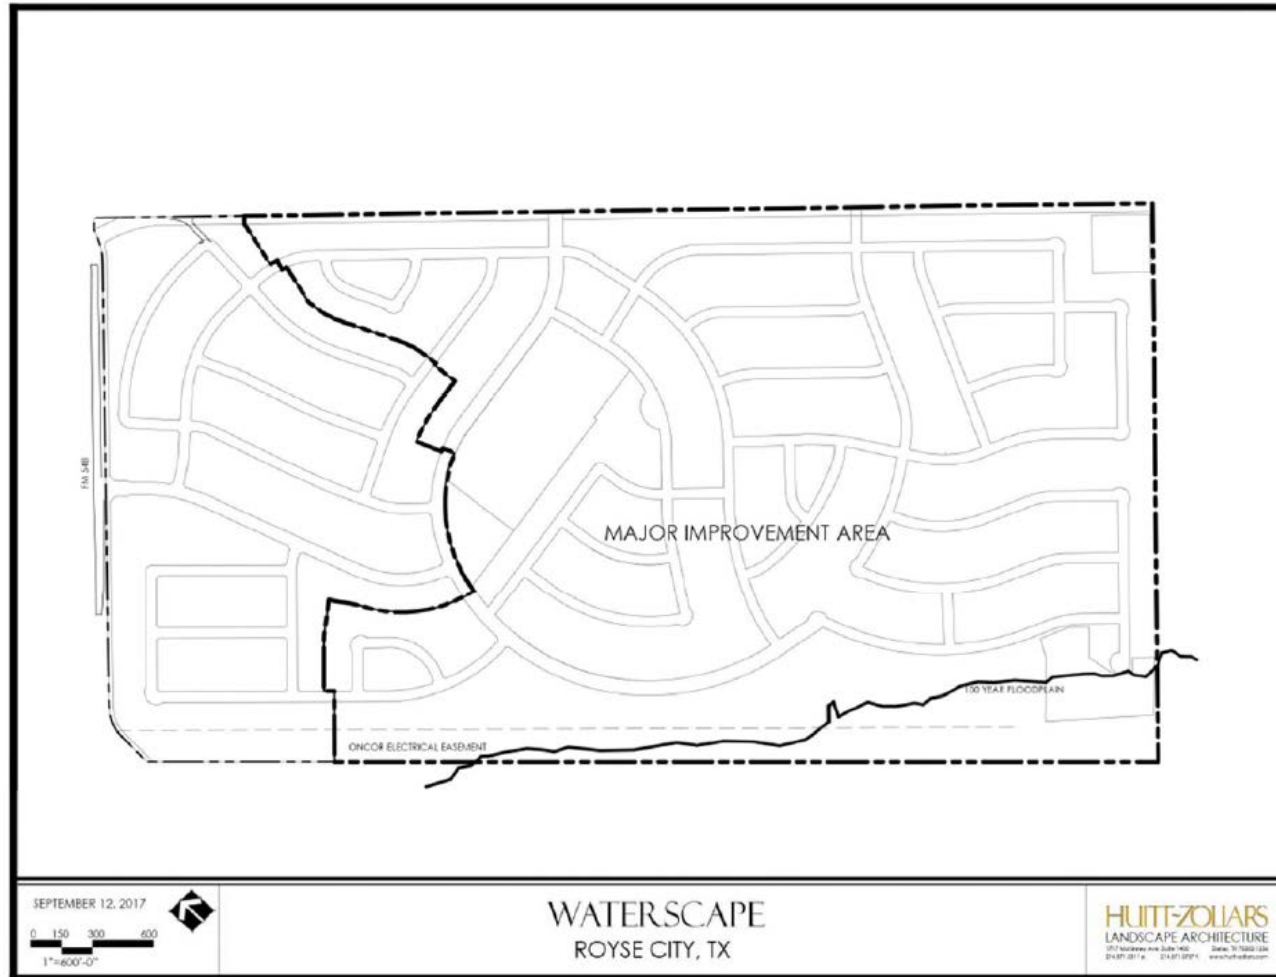 FM 548
MAJOR IMPROVEMENT AREA
100 YEAR FLOODPLAIN
ONCOR ELECTRICAL EASEMENT
SEPTEMBER 12, 2017
0 150 300 600
1"=600'-0"
WATERSCAPE
ROYSE CITY, TX
HUITT-ZOLLARS
LANDSCAPE ARCHITECTURE